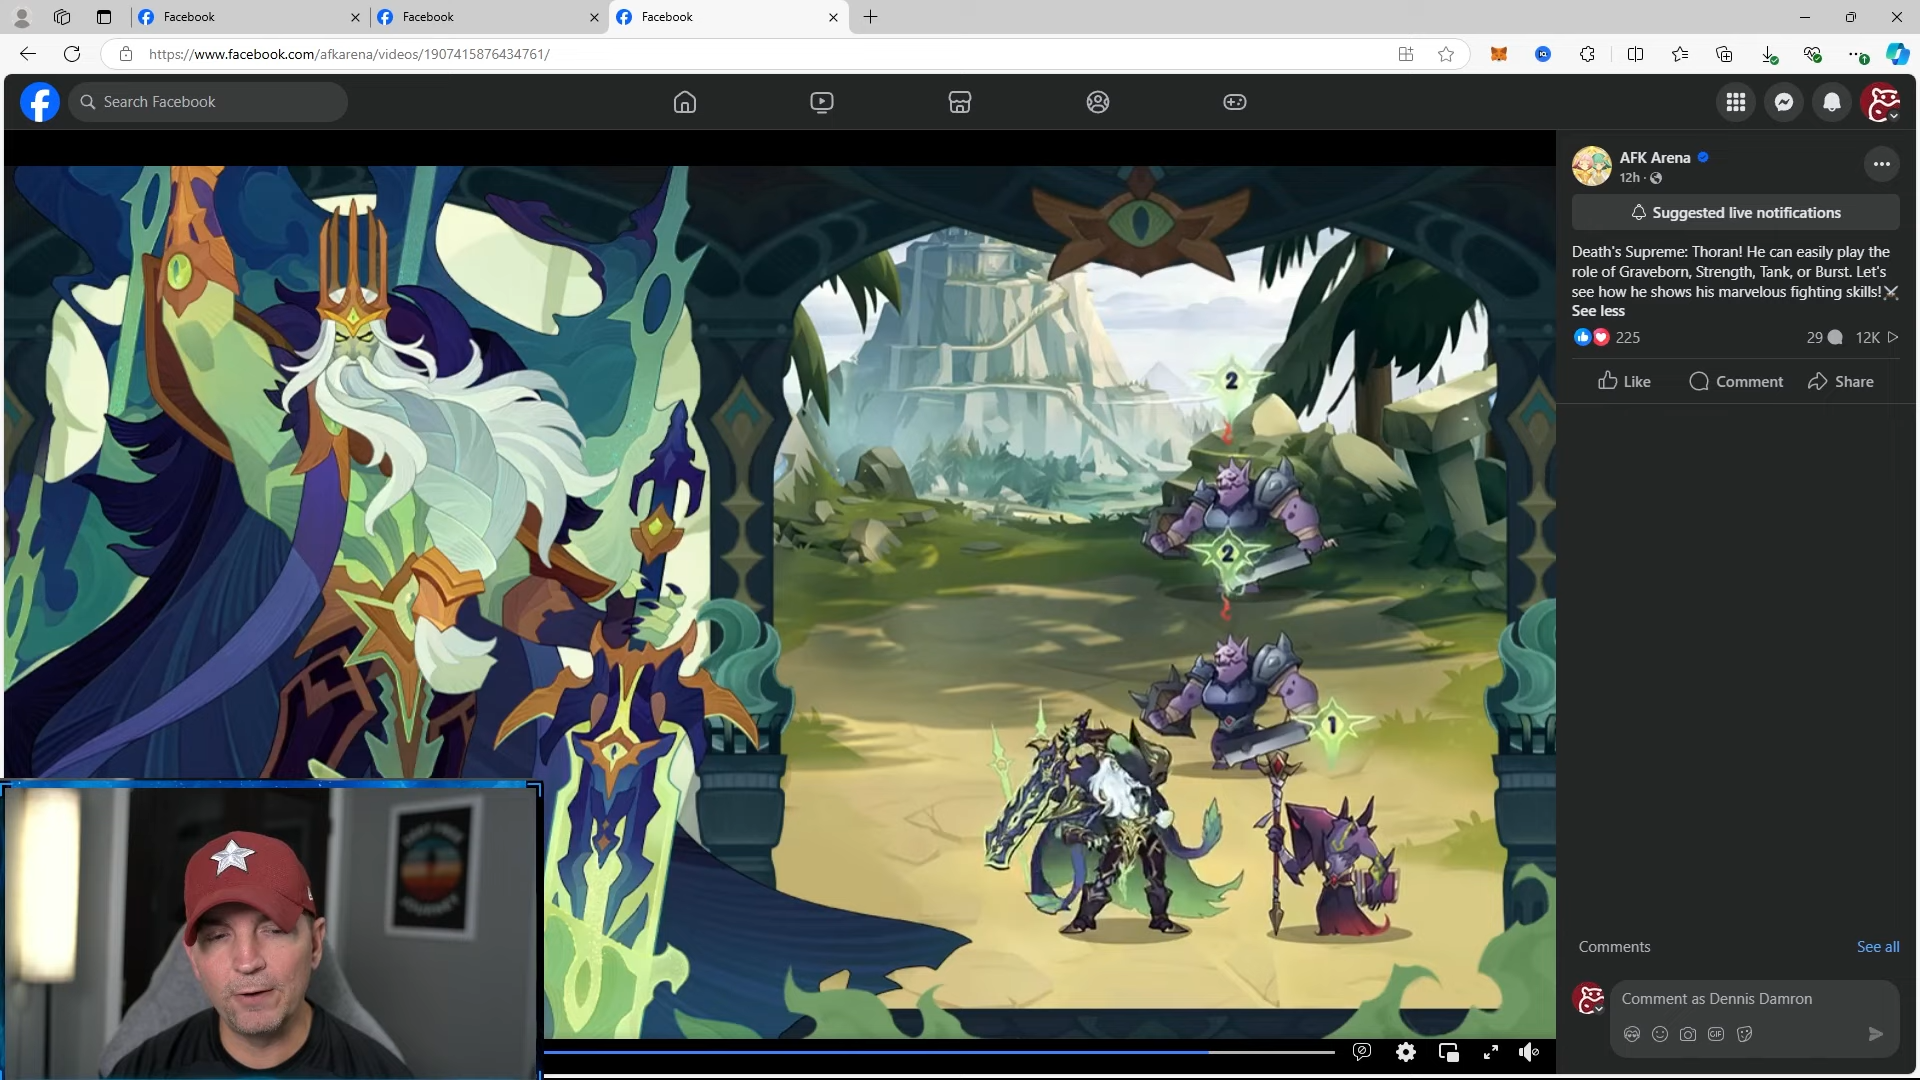 Facebook
Facebook
Facebook
https://www.facebook.com/afkarena/videos/1907415876434761/
Search Facebook
AFK Arena
12h
Suggested live notifications
Death's Supreme: Thoran! He can easily play the
role of Graveborn, Strength, Tank, or Burst. Let's
see how he shows his marvelous fighting skills!⚔
See less
225
29
12K
Like
Comment
Share
2
2
1
JOURNEY
Comments
See all
Comment as Dennis Damron
GIF